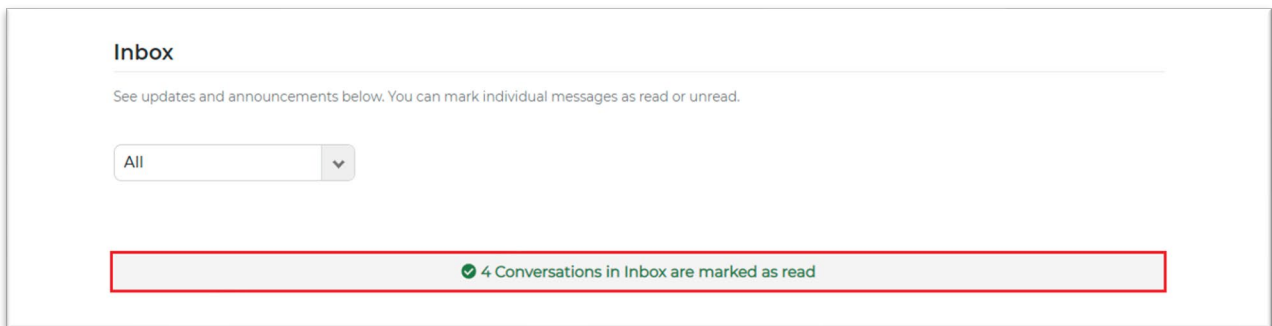 Inbox
See updates and announcements below. You can mark individual messages as read or unread.
All
4 Conversations in Inbox are marked as read